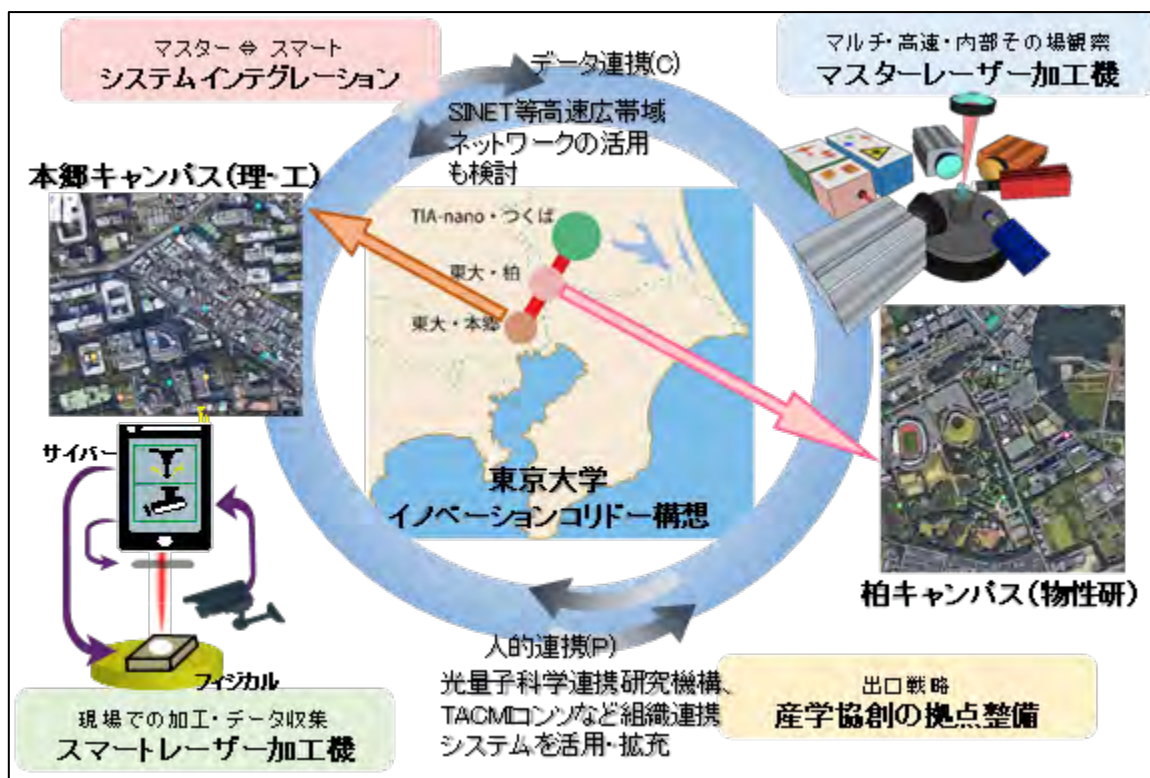 マスター ⇔ スマート
システムインテグレーション
データ連携(C)
SINET等高速広帯域
ネットワークの活用
も検討
マルチ・高速・内部その場観察
マスターレーザー加工機
本郷キャンパス(理・工)
TIA-nano・つくば
東大・柏
東大・本郷
東京大学
イノベーションコリドー構想
サイバー
フィジカル
現場での加工・データ収集
スマートレーザー加工機
人的連携(P)
光量子科学連携研究機構、
TACMIコンソなど組織連携
システムを活用・拡充
柏キャンパス(物性研)
出口戦略
産学協創の拠点整備